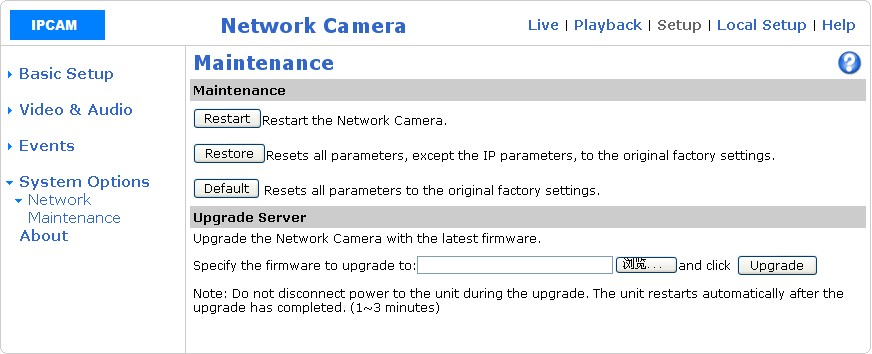 IPCAM
Network Camera
Live | Playback | Setup | Local Setup | Help
Basic Setup
Video & Audio
Events
System Options
Network
Maintenance
About
Maintenance
?
Maintenance
Restart Restart the Network Camera.
Restore Resets all parameters, except the IP parameters, to the original factory settings.
Default Resets all parameters to the original factory settings.
Upgrade Server
Upgrade the Network Camera with the latest firmware.
Specify the firmware to upgrade to: 浏览... and click Upgrade
Note: Do not disconnect power to the unit during the upgrade. The unit restarts automatically after the
upgrade has completed. (1~3 minutes)